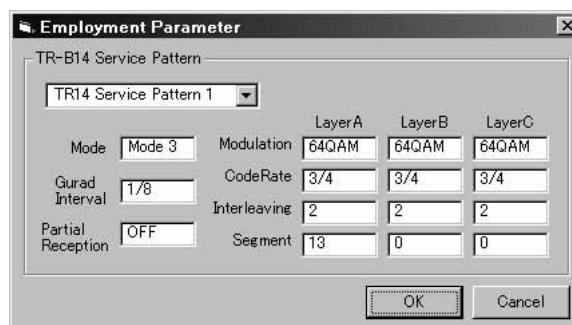 Employment Parameter
TR-B14 Service Pattern
TR14 Service Pattern 1
LayerA LayerB LayerC
Mode Mode 3 Modulation 64QAM 64QAM 64QAM
Gurad Interval 1/8 CodeRate 3/4 3/4 3/4
Interleaving 2 2 2
Partial Reception OFF Segment 13 0 0
OK Cancel